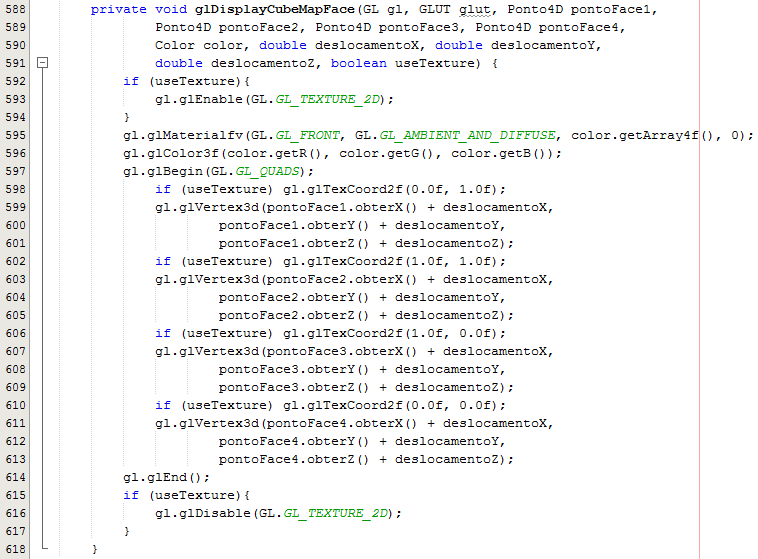 588 private void glDisplayCubeMapFace(GL gl, GLUT glut, Ponto4D pontoFace1,
589 Ponto4D pontoFace2, Ponto4D pontoFace3, Ponto4D pontoFace4,
590 Color color, double deslocamentoX, double deslocamentoY,
591 double deslocamentoZ, boolean useTexture) {
592 if (useTexture){
593 gl.glEnable(GL.GL_TEXTURE_2D);
594 }
595 gl.glMaterialfv(GL.GL_FRONT, GL.GL_AMBIENT_AND_DIFFUSE, color.getArray4f(), 0);
596 gl.glColor3f(color.getR(), color.getG(), color.getB());
597 gl.glBegin(GL.GL_QUADS);
598 if (useTexture) gl.glTexCoord2f(0.0f, 1.0f);
599 gl.glVertex3d(pontoFace1.obterX() + deslocamentoX,
600 pontoFace1.obterY() + deslocamentoY,
601 pontoFace1.obterZ() + deslocamentoZ);
602 if (useTexture) gl.glTexCoord2f(1.0f, 1.0f);
603 gl.glVertex3d(pontoFace2.obterX() + deslocamentoX,
604 pontoFace2.obterY() + deslocamentoY,
605 pontoFace2.obterZ() + deslocamentoZ);
606 if (useTexture) gl.glTexCoord2f(1.0f, 0.0f);
607 gl.glVertex3d(pontoFace3.obterX() + deslocamentoX,
608 pontoFace3.obterY() + deslocamentoY,
609 pontoFace3.obterZ() + deslocamentoZ);
610 if (useTexture) gl.glTexCoord2f(0.0f, 0.0f);
611 gl.glVertex3d(pontoFace4.obterX() + deslocamentoX,
612 pontoFace4.obterY() + deslocamentoY,
613 pontoFace4.obterZ() + deslocamentoZ);
614 gl.glEnd();
615 if (useTexture){
616 gl.glDisable(GL.GL_TEXTURE_2D);
617 }
618 }